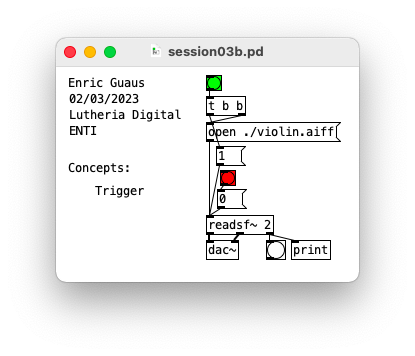 session03b.pd
Enric Guaus
02/03/2023
Lutheria Digital
ENTI
Concepts:
Trigger
t b b
open ./violin.aiff
1
0
readsf~ 2
dac~
print